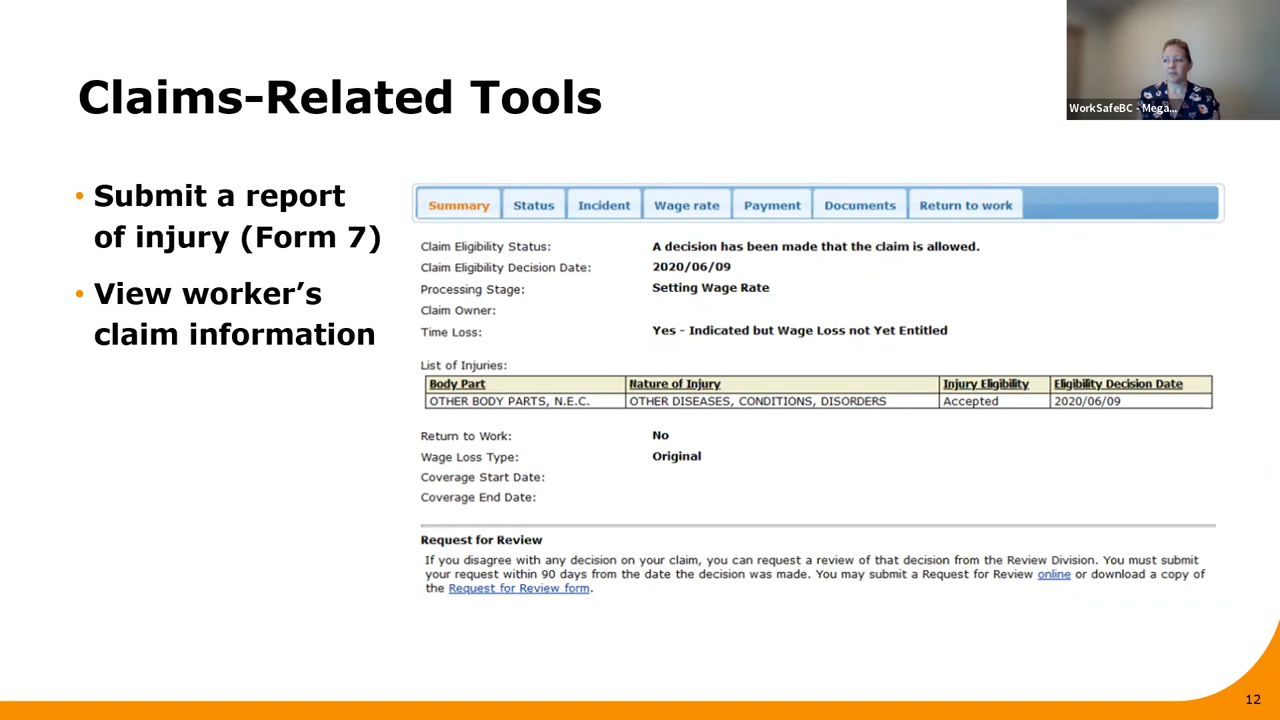 Claims-Related Tools
WorkSafeBC - Mega...
• Submit a report
of injury (Form 7)
• View worker’s
claim information
Summary Status Incident Wage rate Payment Documents Return to work
Claim Eligibility Status: A decision has been made that the claim is allowed.
Claim Eligibility Decision Date: 2020/06/09
Processing Stage: Setting Wage Rate
Claim Owner:
Time Loss: Yes - Indicated but Wage Loss not Yet Entitled
List of Injuries:
Body Part Nature of Injury Injury Eligibility Eligibility Decision Date
OTHER BODY PARTS, N.E.C. OTHER DISEASES, CONDITIONS, DISORDERS Accepted 2020/06/09
Return to Work: No
Wage Loss Type: Original
Coverage Start Date:
Coverage End Date:
Request for Review
If you disagree with any decision on your claim, you can request a review of that decision from the Review Division. You must submit
your request within 90 days from the date the decision was made. You may submit a Request for Review online or download a copy of
the Request for Review form.
12